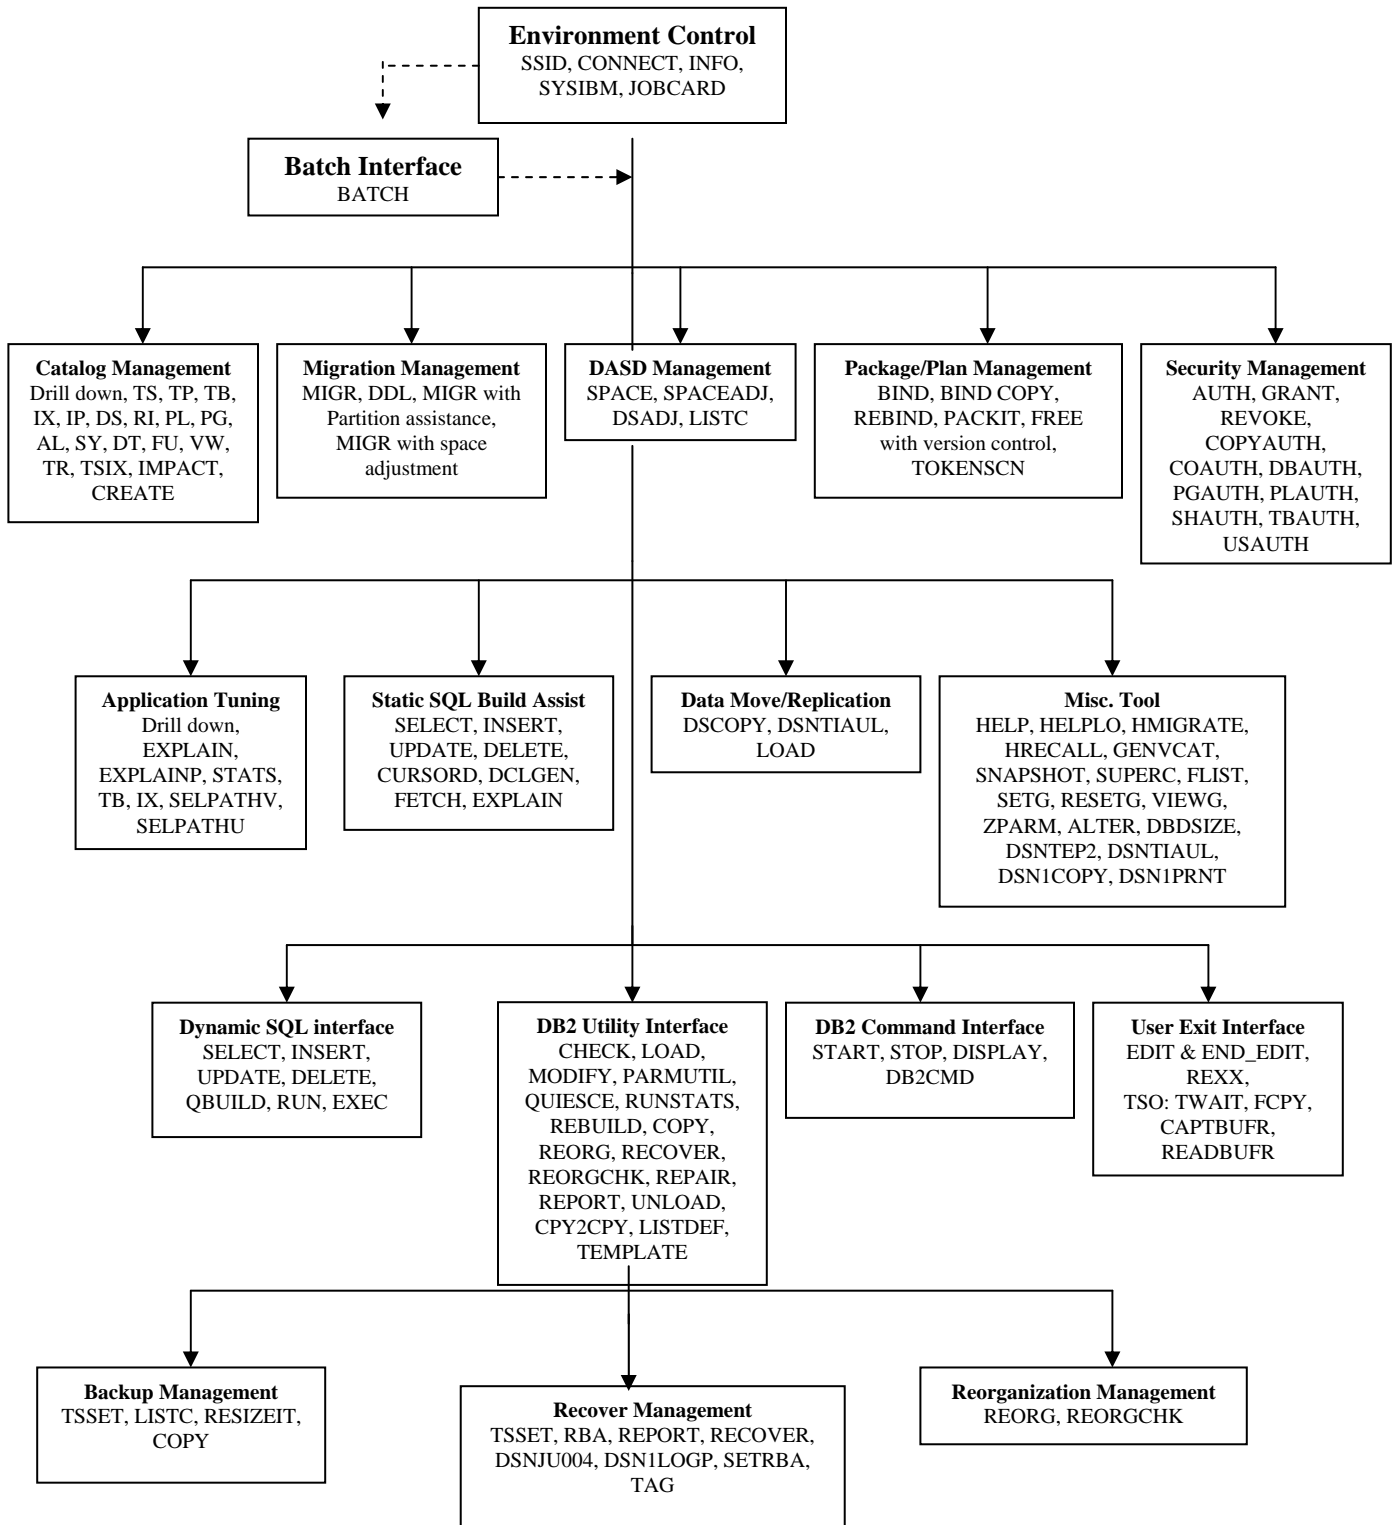 Environment Control
SSID, CONNECT, INFO,
SYSIBM, JOBCARD
Batch Interface
BATCH
Catalog Management
Drill down, TS, TP, TB,
IX, IP, DS, RI, PL, PG,
AL, SY, DT, FU, VW,
TR, TSIX, IMPACT,
CREATE
Migration Management
MIGR, DDL, MIGR with
Partition assistance,
MIGR with space
adjustment
DASD Management
SPACE, SPACEADJ,
DSADJ, LISTC
Package/Plan Management
BIND, BIND COPY,
REBIND, PACKIT, FREE
with version control,
TOKENSCN
Security Management
AUTH, GRANT,
REVOKE,
COPYAUTH,
COAUTH, DBAUTH,
PGAUTH, PLAUTH,
SHAUTH, TBAUTH,
USAUTH
Application Tuning
Drill down,
EXPLAIN,
EXPLAINP, STATS,
TB, IX, SELPATHV,
SELPATHU
Static SQL Build Assist
SELECT, INSERT,
UPDATE, DELETE,
CURSORD, DCLGEN,
FETCH, EXPLAIN
Data Move/Replication
DSCOPY, DSNTIAUL,
LOAD
Misc. Tool
HELP, HELPLO, HMIGRATE,
HRECALL, GENVCAT,
SNAPSHOT, SUPERC, FLIST,
SETG, RESETG, VIEWG,
ZPARM, ALTER, DBDSIZE,
DSNTEP2, DSNTIAUL,
DSN1COPY, DSN1PRNT
Dynamic SQL interface
SELECT, INSERT,
UPDATE, DELETE,
QBUILD, RUN, EXEC
DB2 Utility Interface
CHECK, LOAD,
MODIFY, PARMUTIL,
QUIESCE, RUNSTATS,
REBUILD, COPY,
REORG, RECOVER,
REORGCHK, REPAIR,
REPORT, UNLOAD,
CPY2CPY, LISTDEF,
TEMPLATE
DB2 Command Interface
START, STOP, DISPLAY,
DB2CMD
User Exit Interface
EDIT & END_EDIT,
REXX,
TSO: TWAIT, FCPY,
CAPTBUFR,
READBUFR
Backup Management
TSSET, LISTC, RESIZEIT,
COPY
Recover Management
TSSET, RBA, REPORT, RECOVER,
DSNJU004, DSN1LOGP, SETRBA,
TAG
Reorganization Management
REORG, REORGCHK